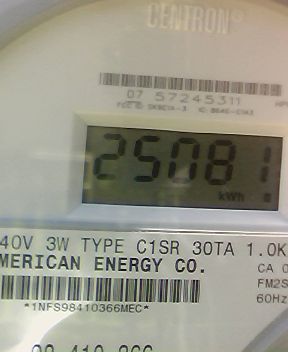 CENTRON®
07 57245311
25081
kWh
40V 3W TYPE C1SR 30TA 1.0K
MERICAN ENERGY CO.
CA 0
FM2S
60Hz
*1NFS98410366MEC*